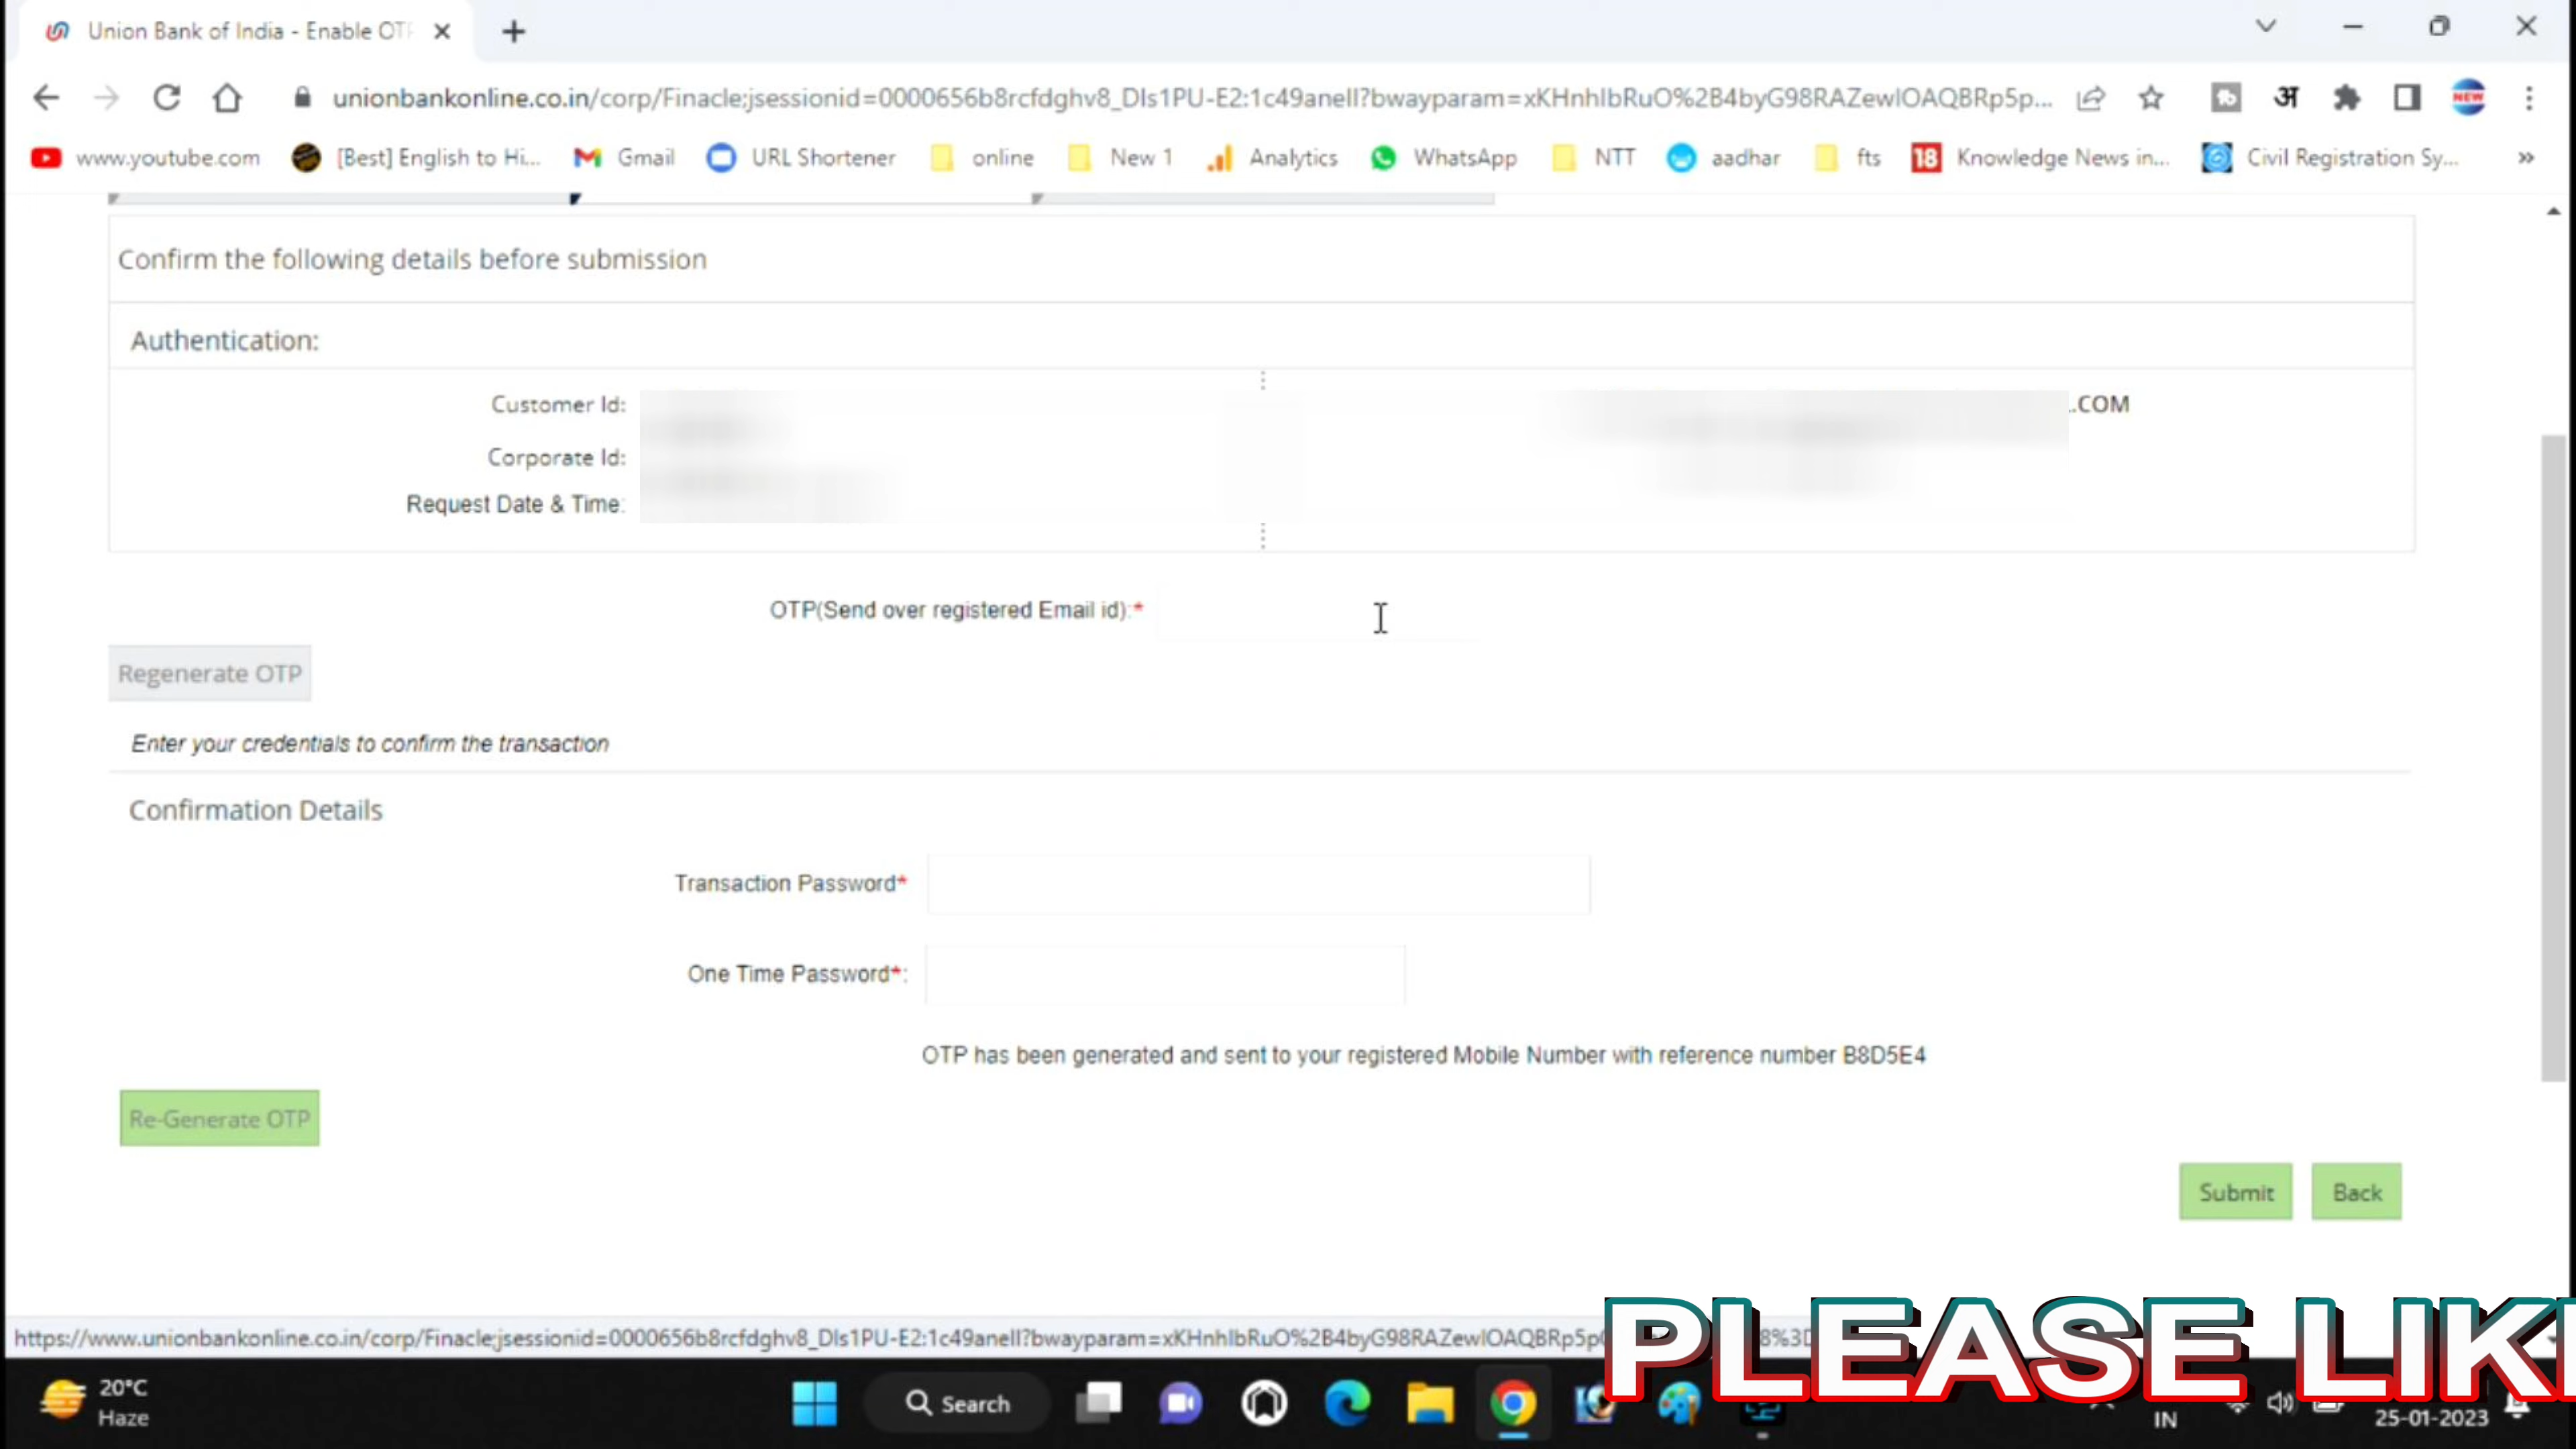 Union Bank of India - Enable OTP
unionbankonline.co.in/corp/Finacle;jsessionid=0000656b8rcfdghv8_DIs1PU-E2:1c49anell?bwayparam=xKHnhIbRuO%2B4byG98RAZewIOAQBRp5p...
अ
NEW
www.youtube.com
[Best] English to Hi...
Gmail
URL Shortener
online
New 1
Analytics
WhatsApp
NTT
aadhar
fts
18
Knowledge News in...
Civil Registration Sy...
»
Confirm the following details before submission
Authentication:
Customer Id:
.COM
Corporate Id:
Request Date & Time:
OTP(Send over registered Email id):*
Regenerate OTP
Enter your credentials to confirm the transaction
Confirmation Details
Transaction Password*
One Time Password*:
OTP has been generated and sent to your registered Mobile Number with reference number B8D5E4
Re-Generate OTP
Submit
Back
https://www.unionbankonline.co.in/corp/Finacle;jsessionid=0000656b8rcfdghv8_DIs1PU-E2:1c49anell?bwayparam=xKHnhIbRuO%2B4byG98RAZewIOAQBRp5p
PLEASE LIK
20°C
Haze
Search
IN
25-01-2023